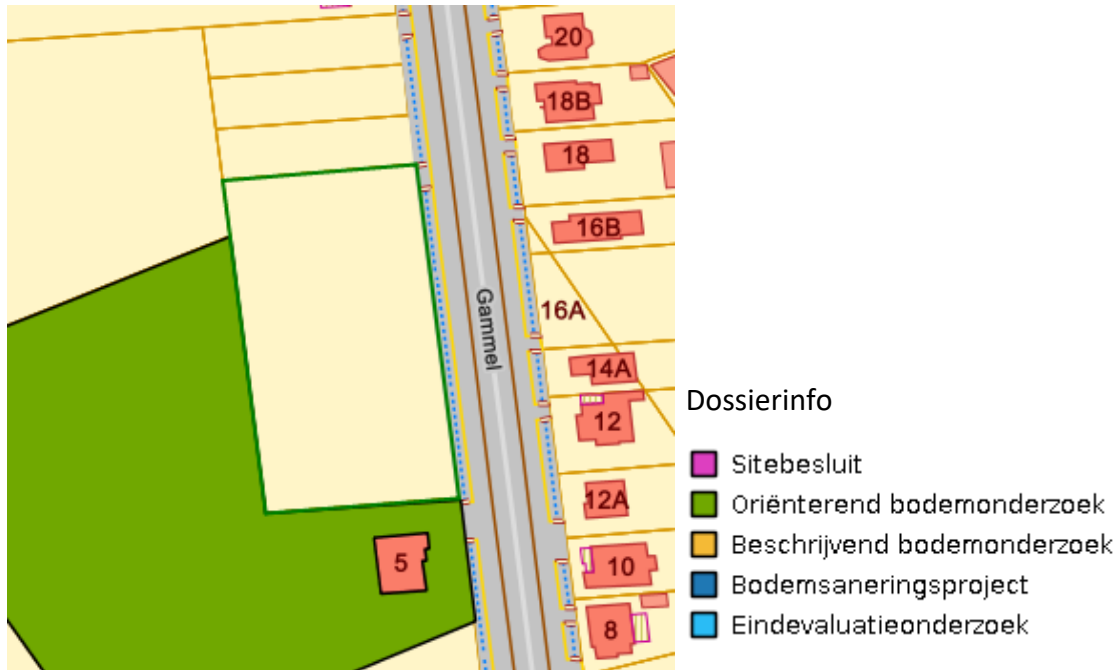 20
18B
18
16B
16A
Gammel
14A
12
12A
5
10
8
Dossierinfo
Sitebesluit
Oriënterend bodemonderzoek
Beschrijvend bodemonderzoek
Bodemsaneringsproject
Eindevaluatieonderzoek